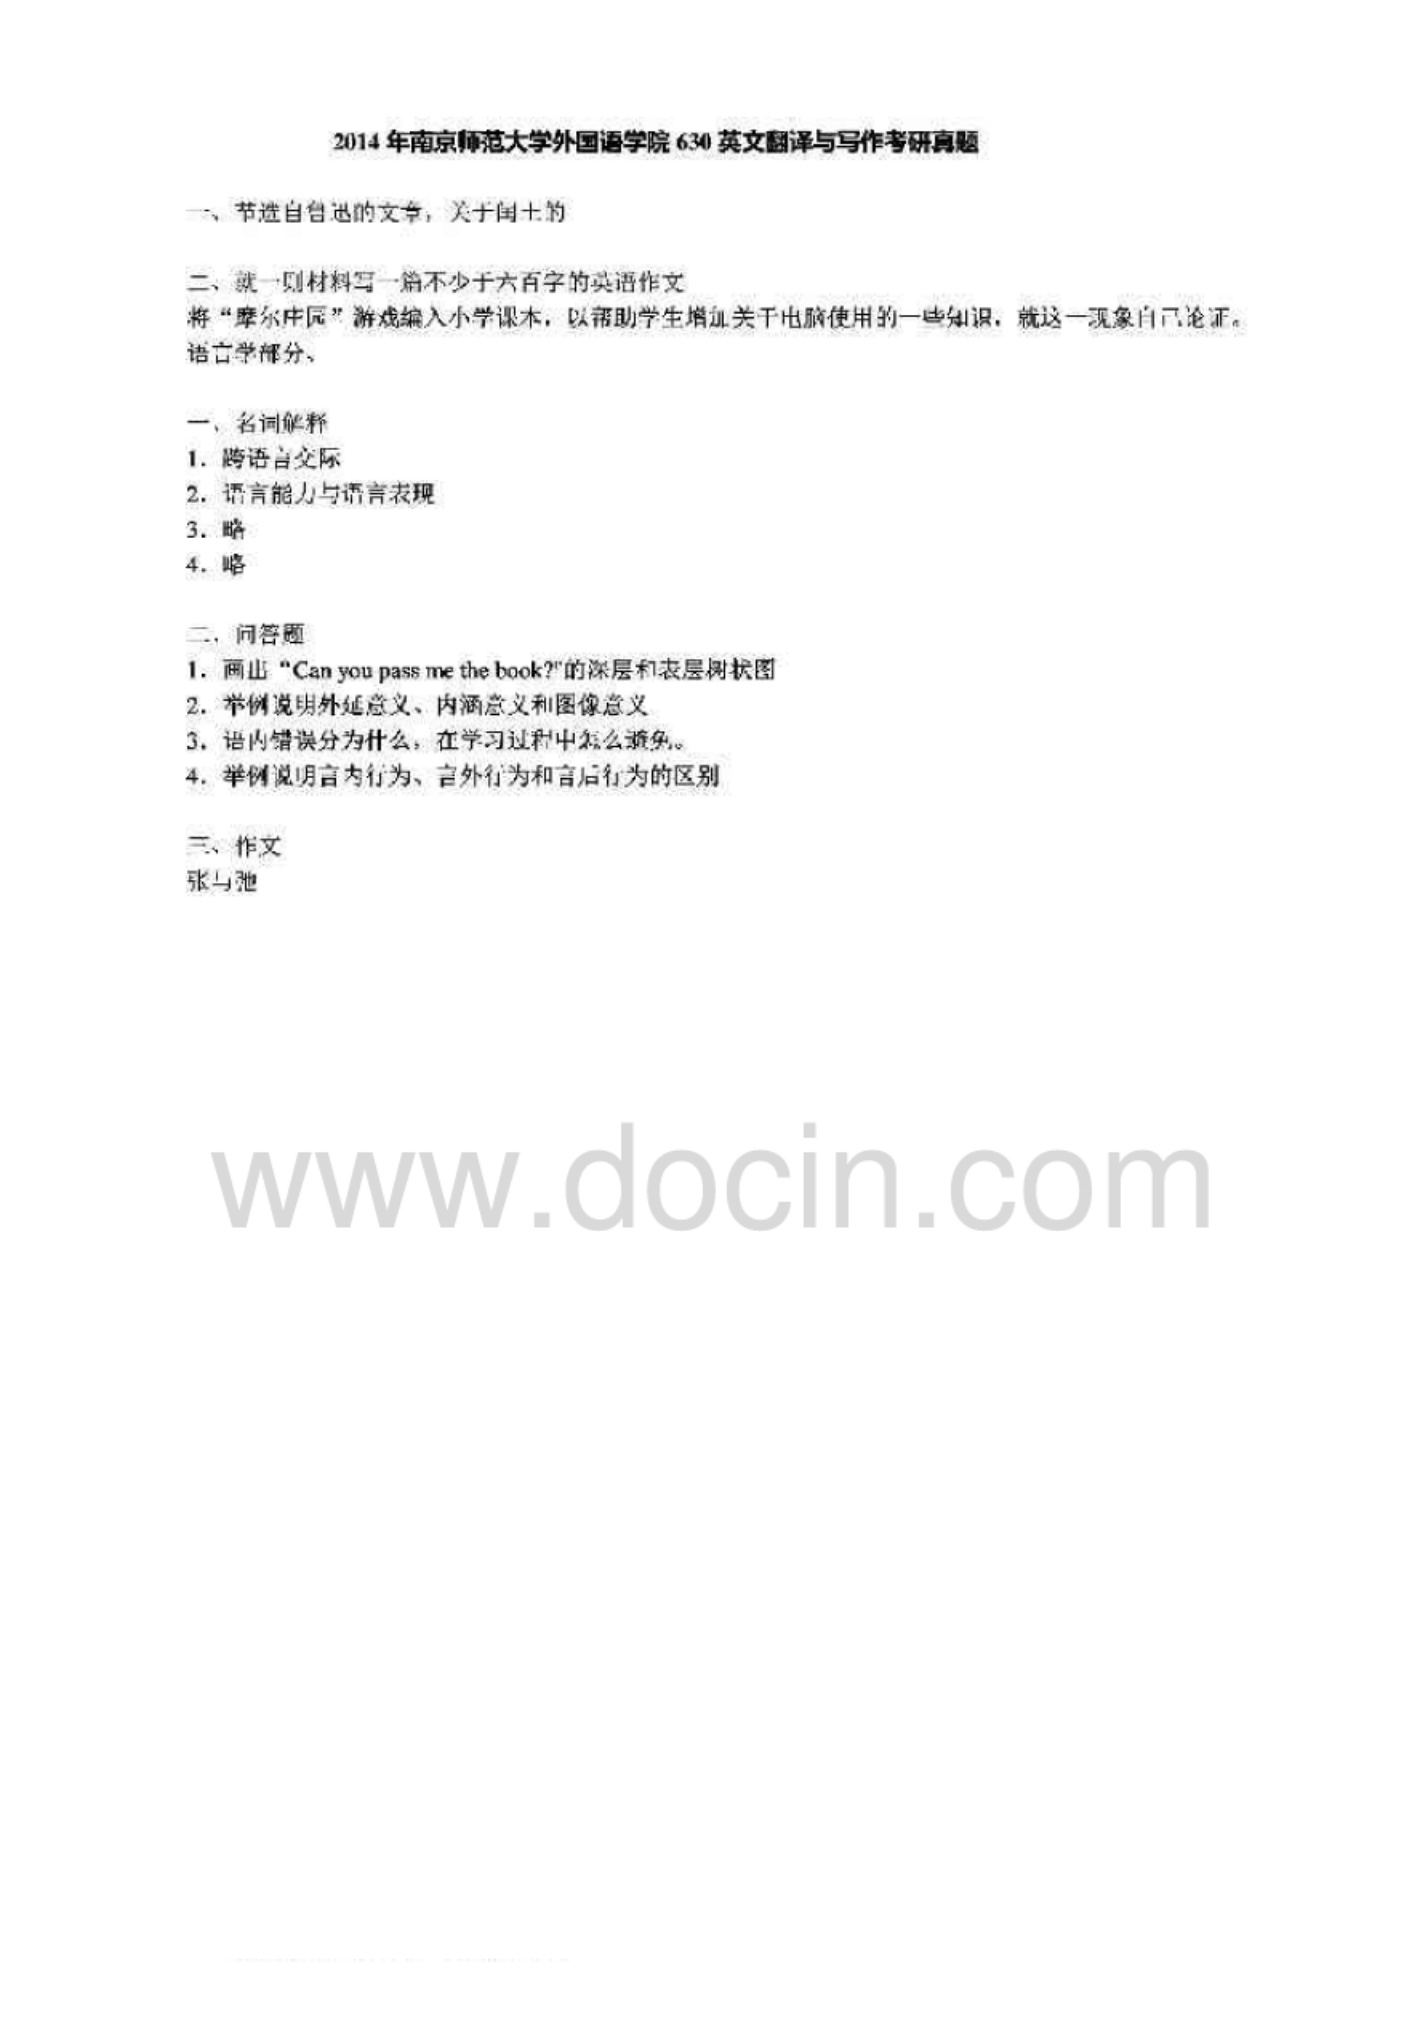 2014 年南京师范大学外国语学院 630 英文翻译与写作考研真题
一、节选自鲁迅的文章，关于闰土的
二、就一则材料写一篇不少于六百字的英语作文
将“摩尔庄园”游戏编入小学课本，以帮助学生增加关于电脑使用的一些知识，就这一现象自己论证。
语言学部分、
一、名词解释
1．跨语言交际
2．语言能力与语言表现
3．略
4．略
二、问答题
1．画出“Can you pass me the book?"的深层和表层树状图
2．举例说明外延意义、内涵意义和图像意义
3．语内错误分为什么，在学习过程中怎么避免。
4．举例说明言内行为、言外行为和言后行为的区别
三、作文
张与弛
www.docin.com